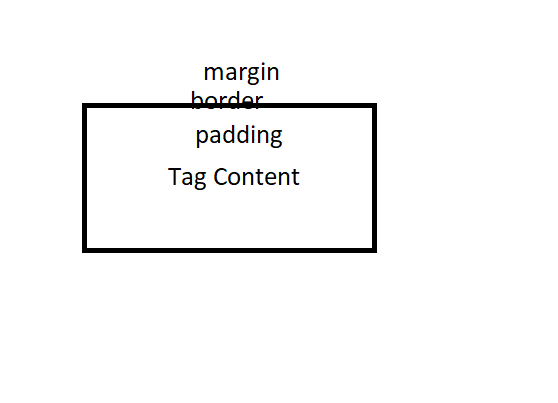 margin
border
padding
Tag Content